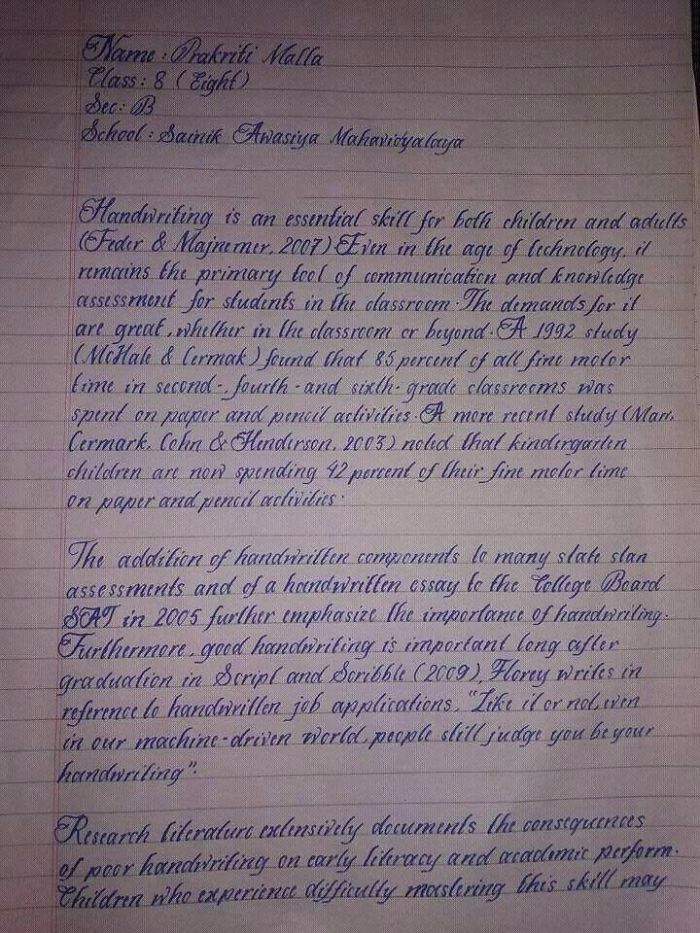 Name : Prakriti Malla
Class : 8 (Eight)
Sec : B
School : Sainik Awasiya Mahavidyalaya
Handwriting is an essential skill for both children and adults
(Feder & Majnemer, 2007) Even in the age of technology, it
remains the primary tool of communication and knowledge
assessment for students in the classroom. The demands for it
are great, whether in the classroom or beyond. A 1992 study
(McHale & Cermak) found that 85 percent of all fine motor
time in second-, fourth-and sixth-grade classrooms was
spent on paper and pencil activities. A more recent study (Marr,
Cermark, Cohn & Henderson, 2003) noted that kindergarten
children are now spending 42 percent of their fine motor time
on paper and pencil activities.
The addition of handwritten components to many state stan
assessments and of a handwritten essay to the College Board
SAT in 2005 further emphasize the importance of handwriting.
Furthermore, good handwriting is important long after
graduation in Script and Scribble (2009), Florey writes in
reference to handwritten job applications, "Like it or not, even
in our machine-driven world, people still judge you be your
handwriting".
Research literature extensively documents the consequences
of poor handwriting on early literacy and academic perform.
Children who experience difficulty mastering this skill may